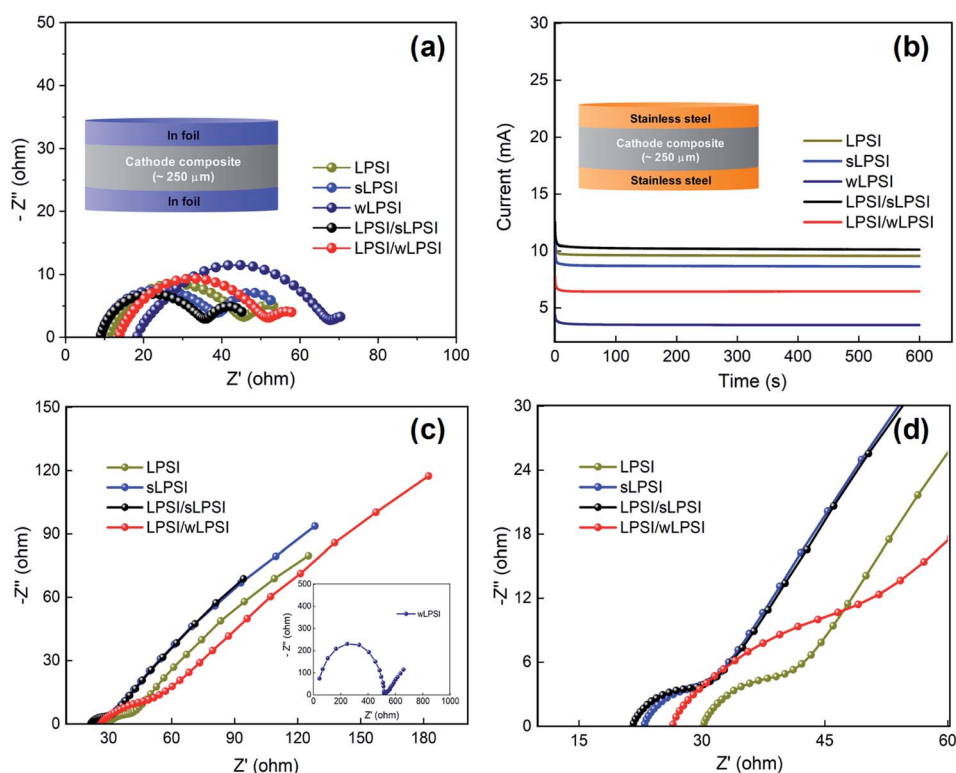 (a)
50
40
30
20
10
0
- Z'' (ohm)
0 20 40 60 80 100
Z' (ohm)
In foil
Cathode composite
(~ 250 μm)
In foil
LPSI
sLPSI
wLPSI
LPSI/sLPSI
LPSI/wLPSI
(b)
30
25
20
15
10
5
Current (mA)
0 100 200 300 400 500 600
Time (s)
Stainless steel
Cathode composite
(~ 250 μm)
Stainless steel
LPSI
sLPSI
wLPSI
LPSI/sLPSI
LPSI/wLPSI
(c)
150
120
90
60
30
0
-Z'' (ohm)
0 30 60 90 120 150 180
Z' (ohm)
LPSI
sLPSI
LPSI/sLPSI
LPSI/wLPSI
500
400
300
200
100
0
- Z'' (ohm)
0 200 400 600 800 1000
Z' (ohm)
wLPSI
(d)
30
24
18
12
6
0
-Z'' (ohm)
15 30 45 60
Z' (ohm)
LPSI
sLPSI
LPSI/sLPSI
LPSI/wLPSI